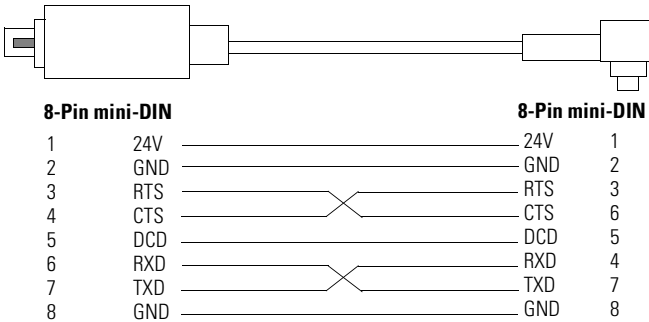 8-Pin mini-DIN 8-Pin mini-DIN
1 24V 24V 1
2 GND GND 2
3 RTS RTS 3
4 CTS CTS 6
5 DCD DCD 5
6 RXD RXD 4
7 TXD TXD 7
8 GND GND 8